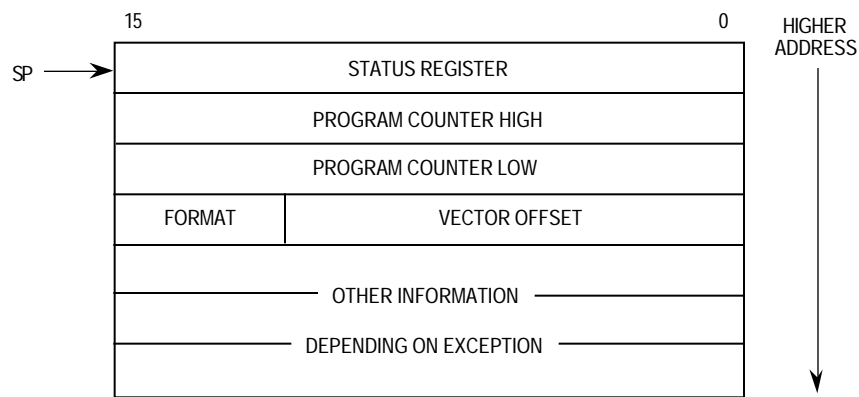 15 0 HIGHER
ADDRESS
SP STATUS REGISTER
PROGRAM COUNTER HIGH
PROGRAM COUNTER LOW
FORMAT VECTOR OFFSET
OTHER INFORMATION
DEPENDING ON EXCEPTION